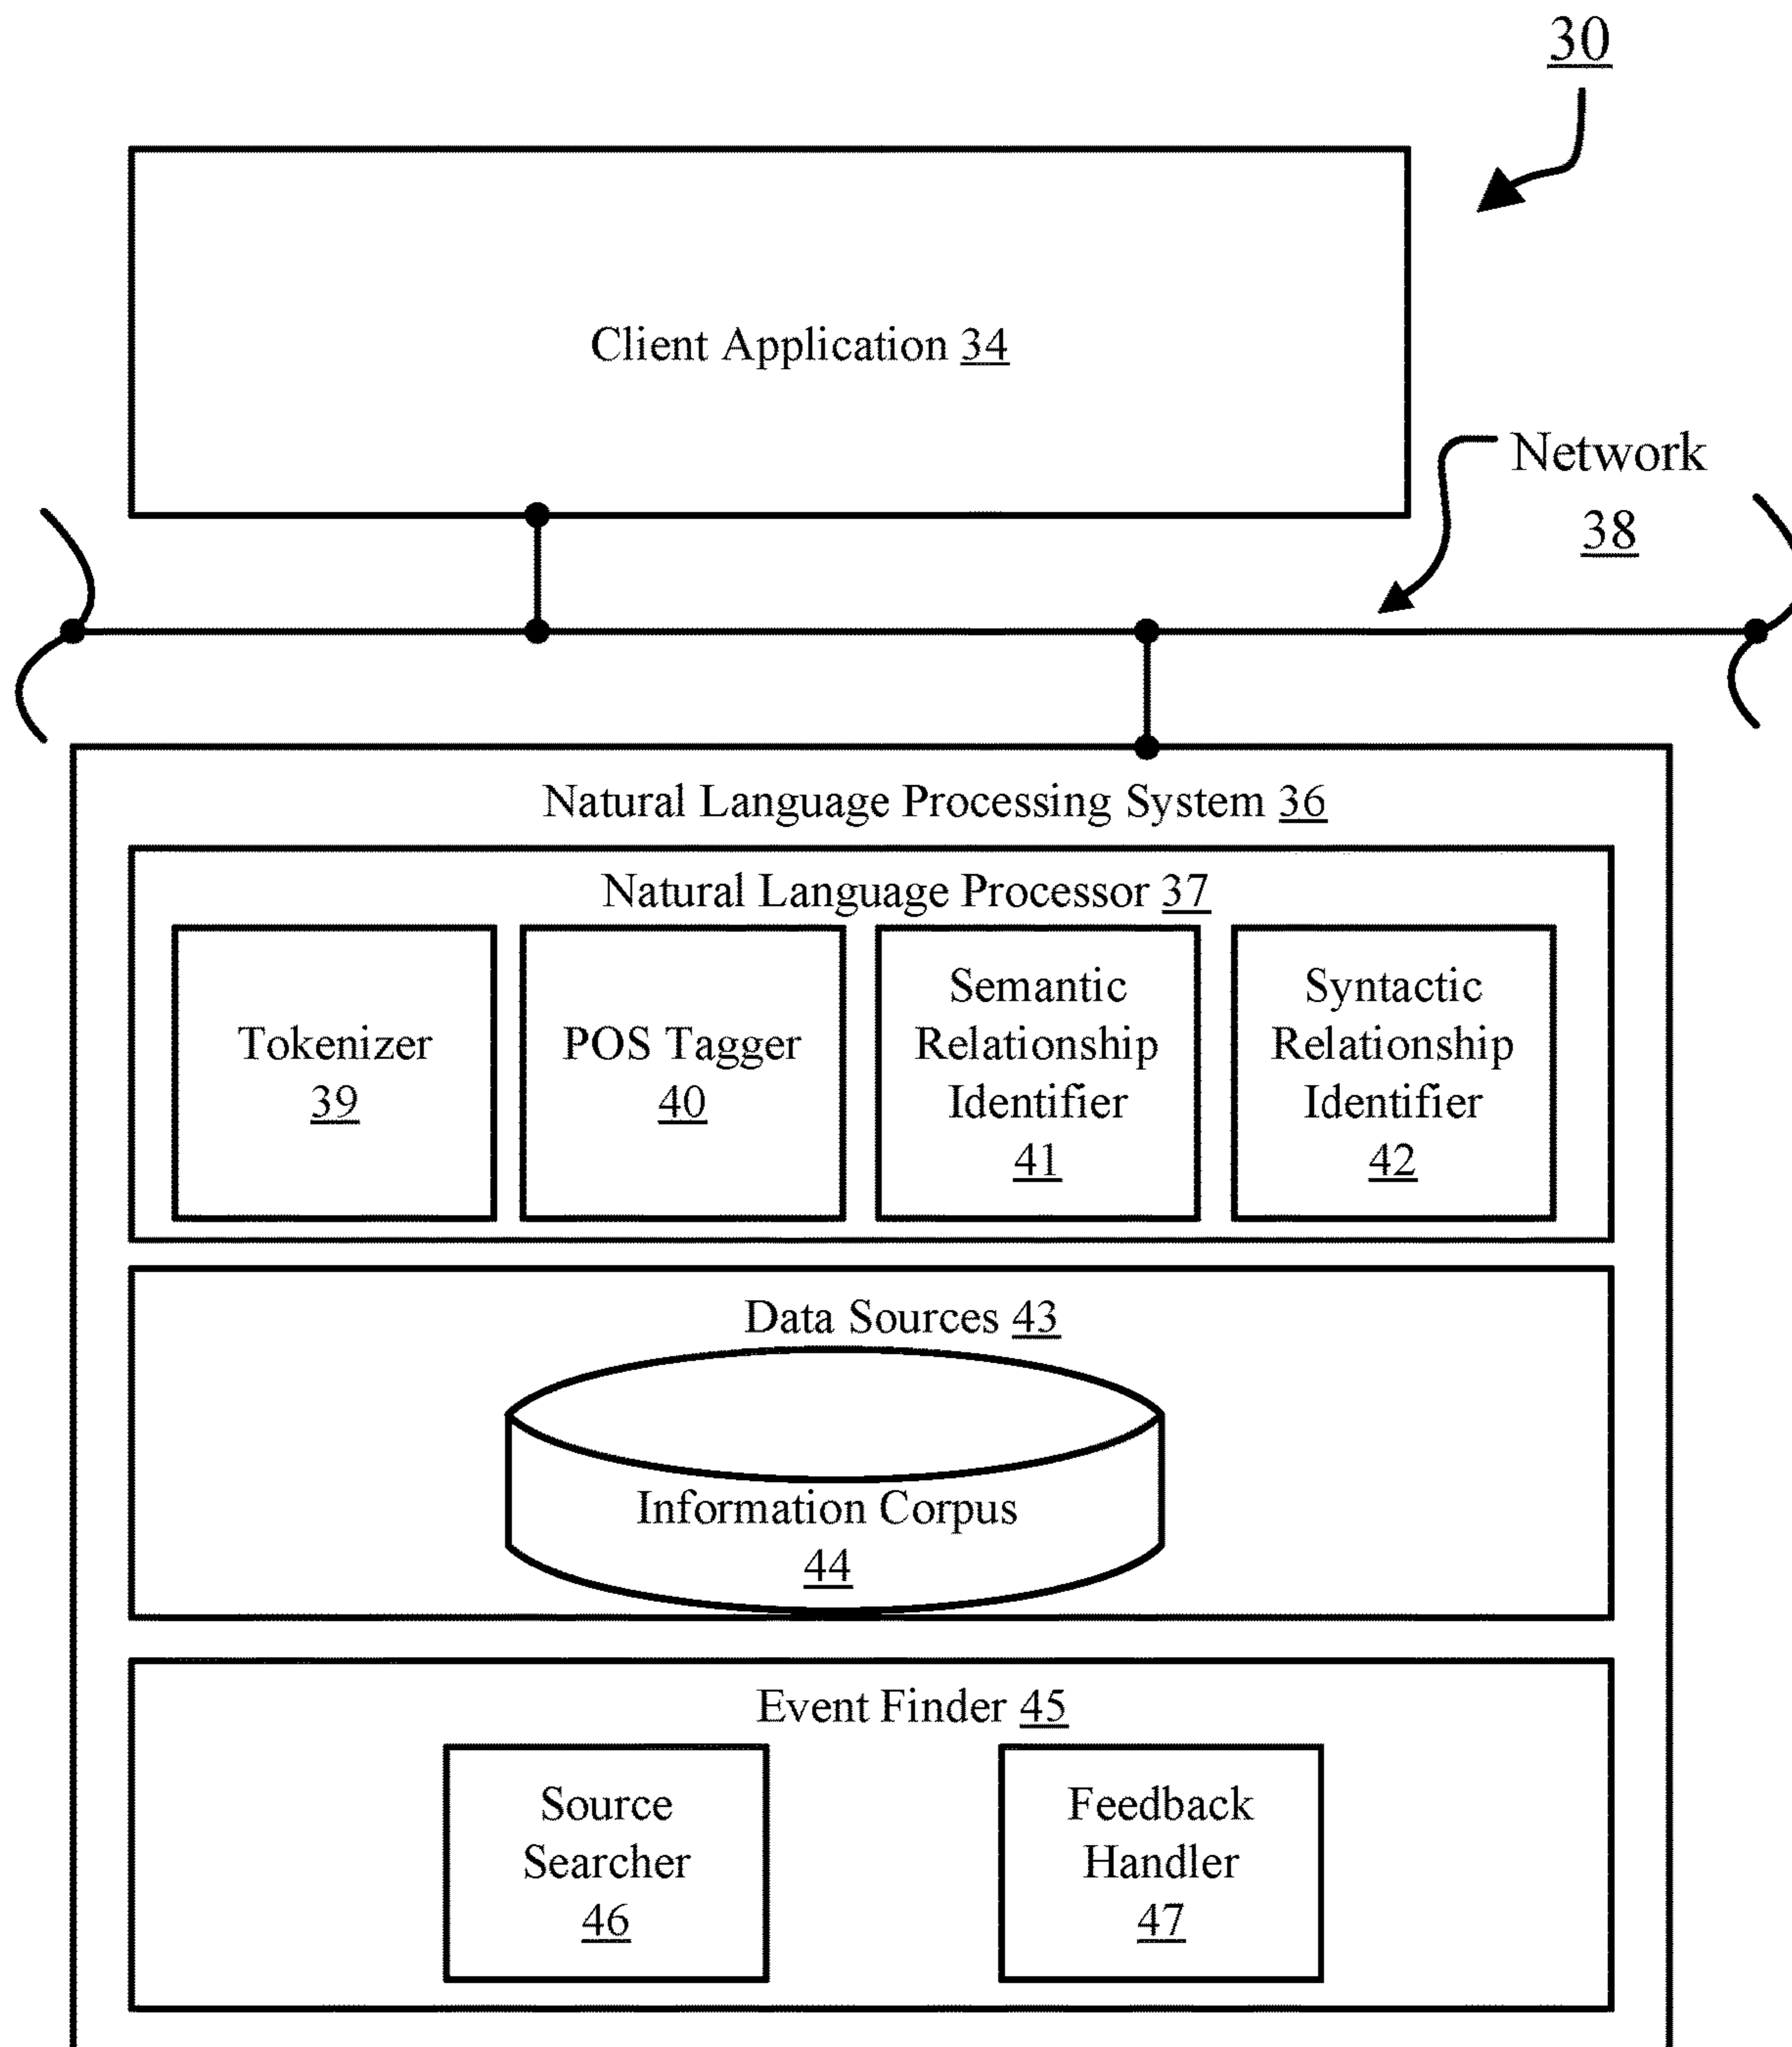 30
Client Application 34
Network
38
Natural Language Processing System 36
Natural Language Processor 37
Tokenizer
39
POS Tagger
40
Semantic
Relationship
Identifier
41
Syntactic
Relationship
Identifier
42
Data Sources 43
Information Corpus
44
Event Finder 45
Source
Searcher
46
Feedback
Handler
47